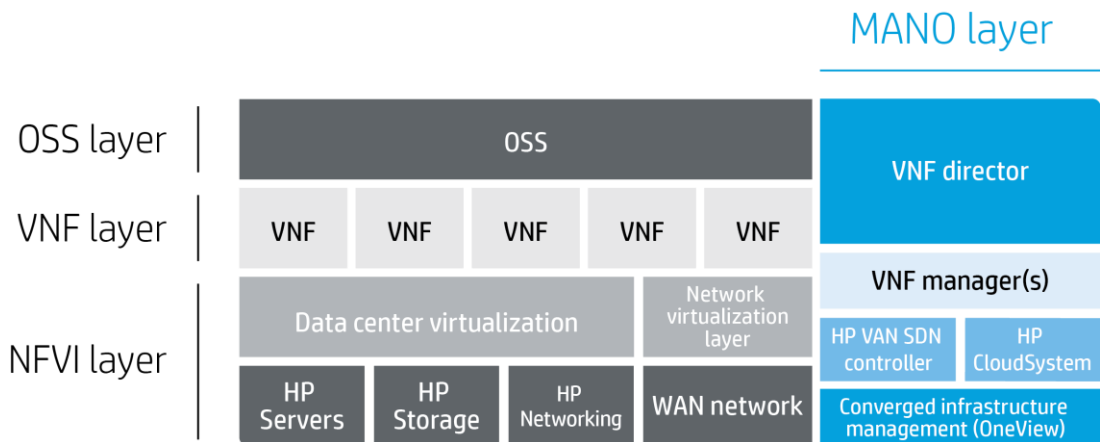 MANO layer
OSS layer
OSS
VNF director
VNF layer
VNF
VNF
VNF
VNF
VNF
VNF manager(s)
NFVI layer
Data center virtualization
Network
virtualization
layer
HP VAN SDN
controller
HP
CloudSystem
HP
Servers
HP
Storage
HP
Networking
WAN network
Converged infrastructure
management (OneView)